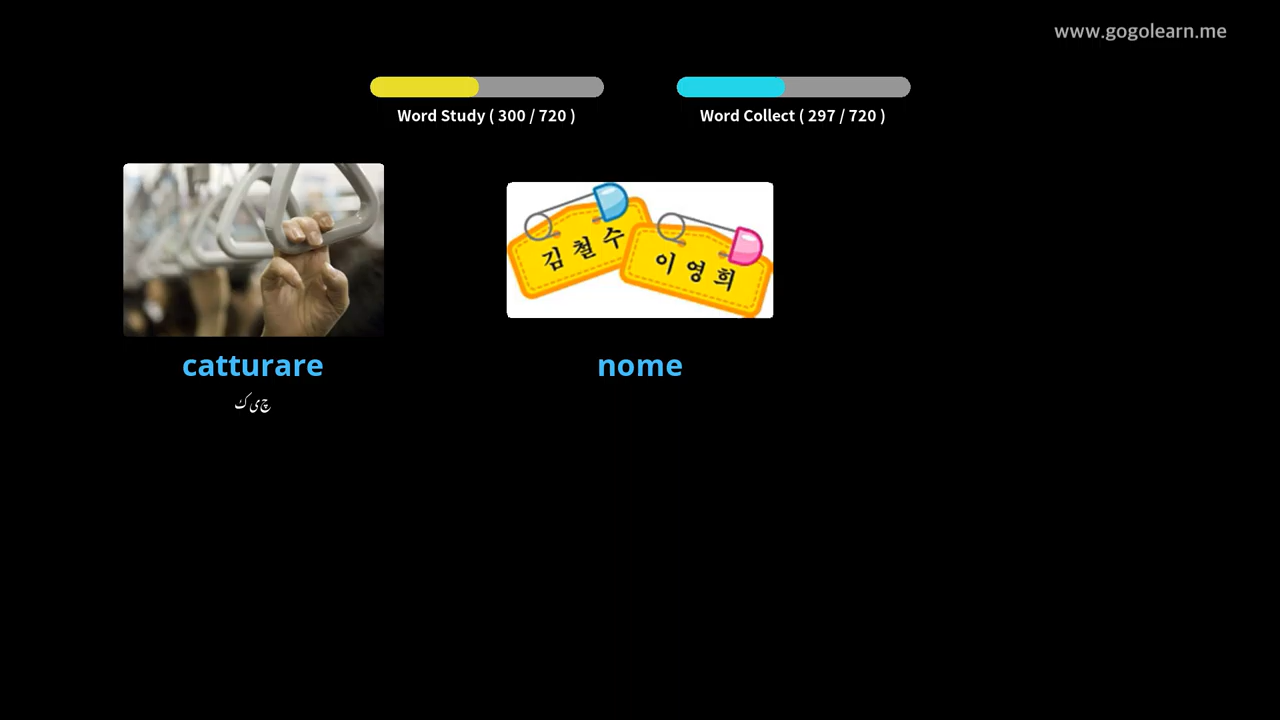 www.gogolearn.me
Word Study ( 300 / 720 )
Word Collect ( 297 / 720 )
김철수
이영희
catturare
nome
چیک